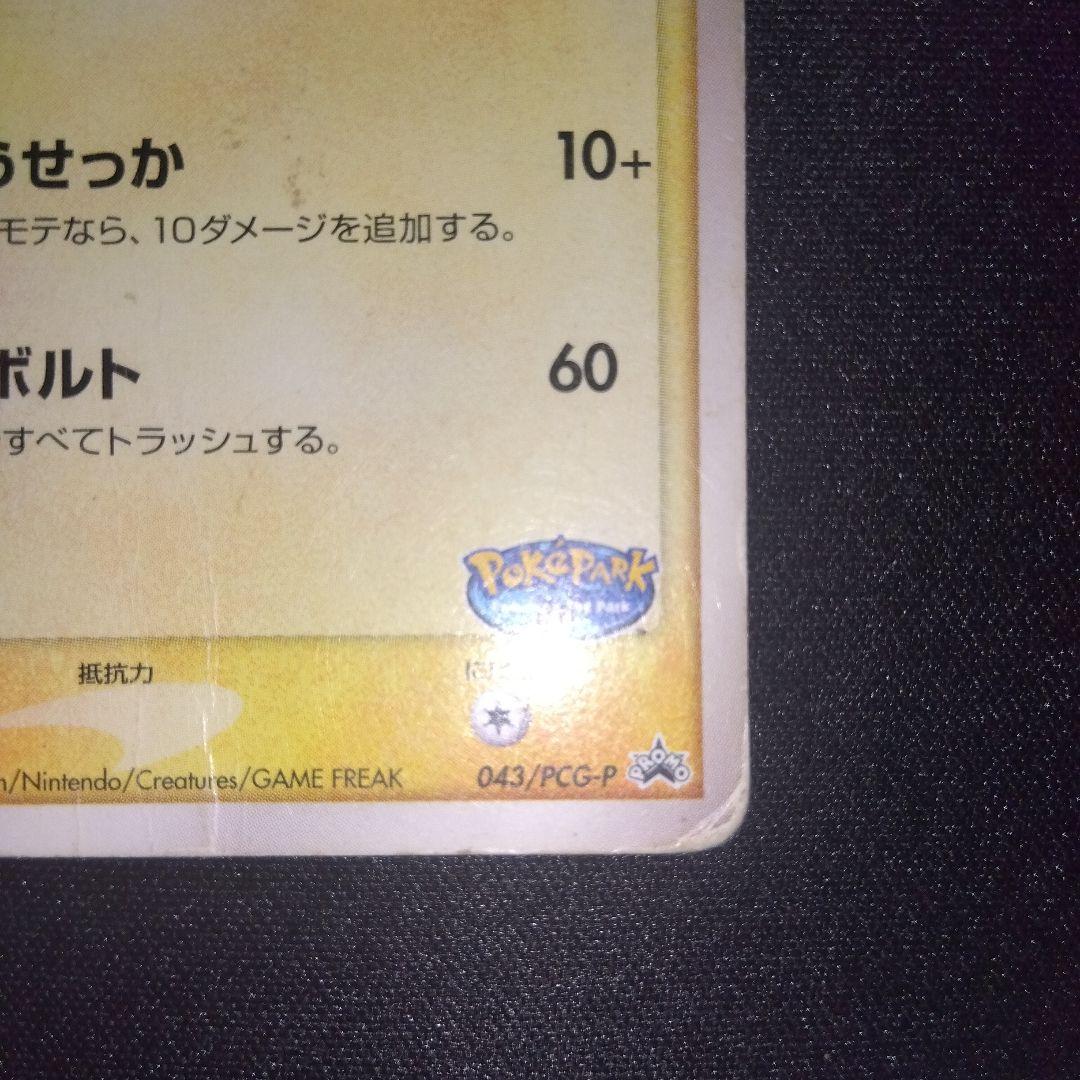 うせっか 10+
モテなら、10ダメージを追加する。
ボルト 60
すべてトラッシュする。
POKéPARK
抵抗力
n/Nintendo/Creatures/GAME FREAK 043/PCG-P PROMO